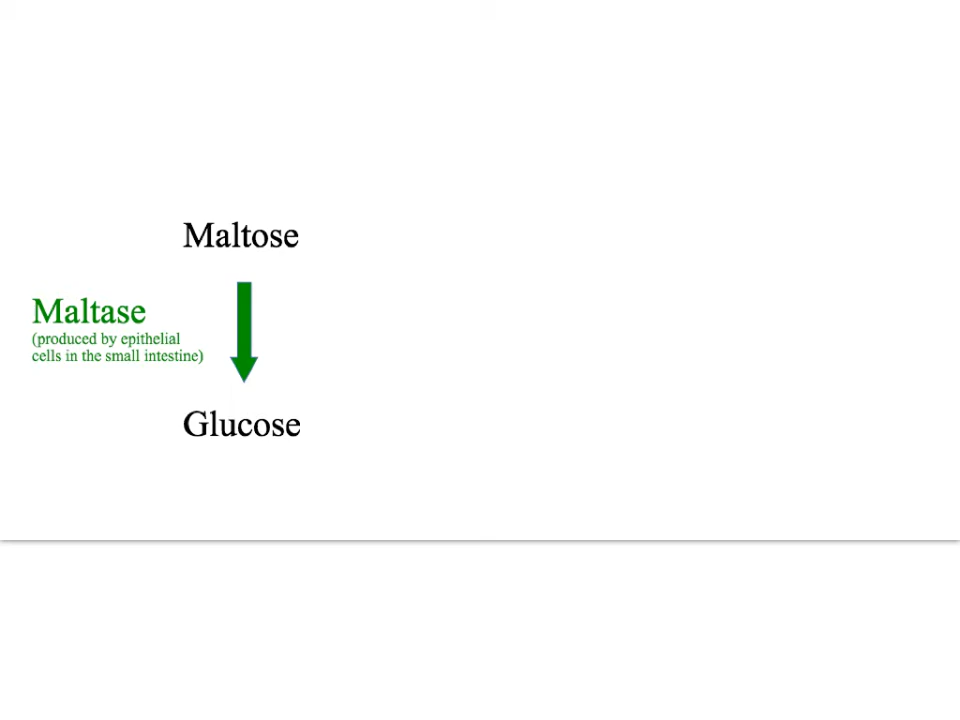 Maltose
Maltase
(produced by epithelial
cells in the small intestine)
Glucose